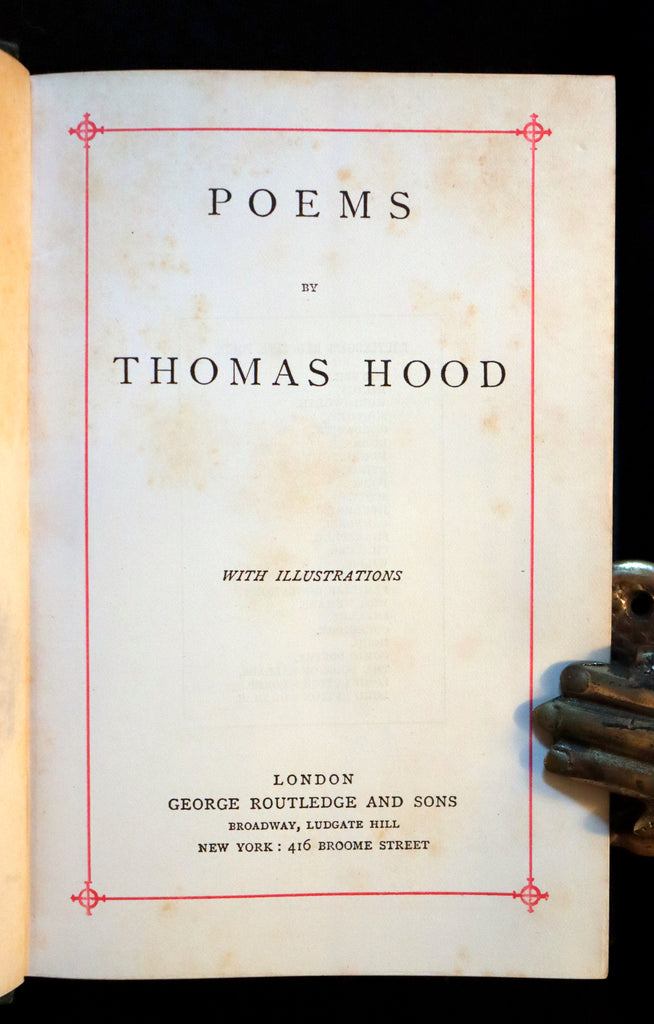 POEMS
BY
THOMAS HOOD
WITH ILLUSTRATIONS
LONDON
GEORGE ROUTLEDGE AND SONS
BROADWAY, LUDGATE HILL
NEW YORK: 416 BROOME STREET